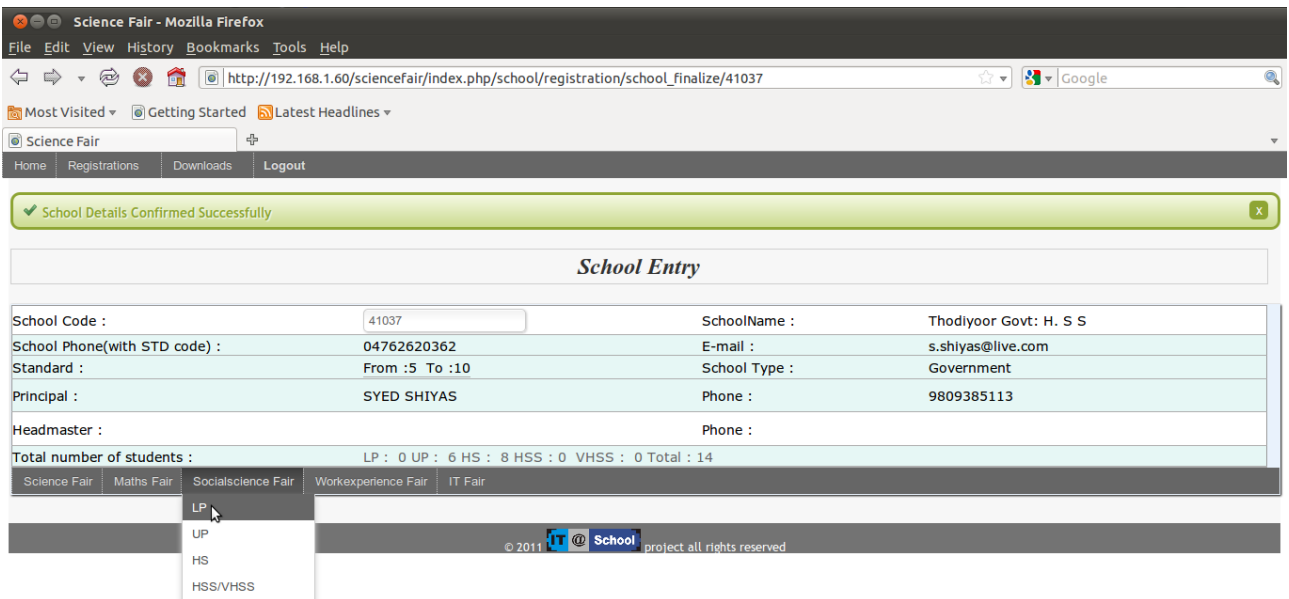 Science Fair - Mozilla Firefox
File Edit View History Bookmarks Tools Help
http://192.168.1.60/sciencefair/index.php/school/registration/school_finalize/41037 Google
Most Visited Getting Started Latest Headlines
Science Fair
Home Registrations Downloads Logout
School Details Confirmed Successfully X
School Entry
School Code : 41037 SchoolName : Thodiyoor Govt: H. S S
School Phone(with STD code) : 04762620362 E-mail : s.shiyas@live.com
Standard : From :5 To :10 School Type : Government
Principal : SYED SHIYAS Phone : 9809385113
Headmaster : Phone :
Total number of students : LP : 0 UP : 6 HS : 8 HSS : 0 VHSS : 0 Total : 14
Science Fair Maths Fair Socialscience Fair Workexperience Fair IT Fair
LP
UP
HS
HSS/VHSS
© 2011 IT @ School project all rights reserved